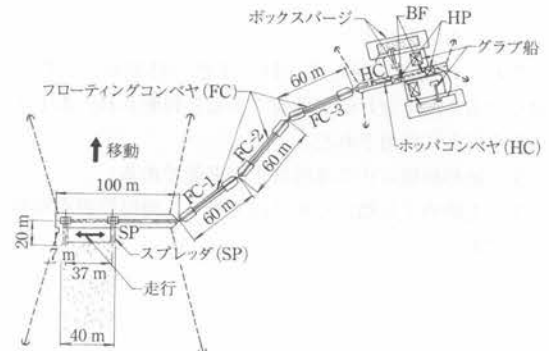 ボックスバージ
BF
HP
グラブ船
60 m
HC
フローティングコンベヤ(FC)
FC-3
ホッパコンベヤ(HC)
移動
FC-2
60 m
100 m
FC-1
60 m
20 m
SP
スプレッダ(SP)
7 m
37 m
走行
40 m